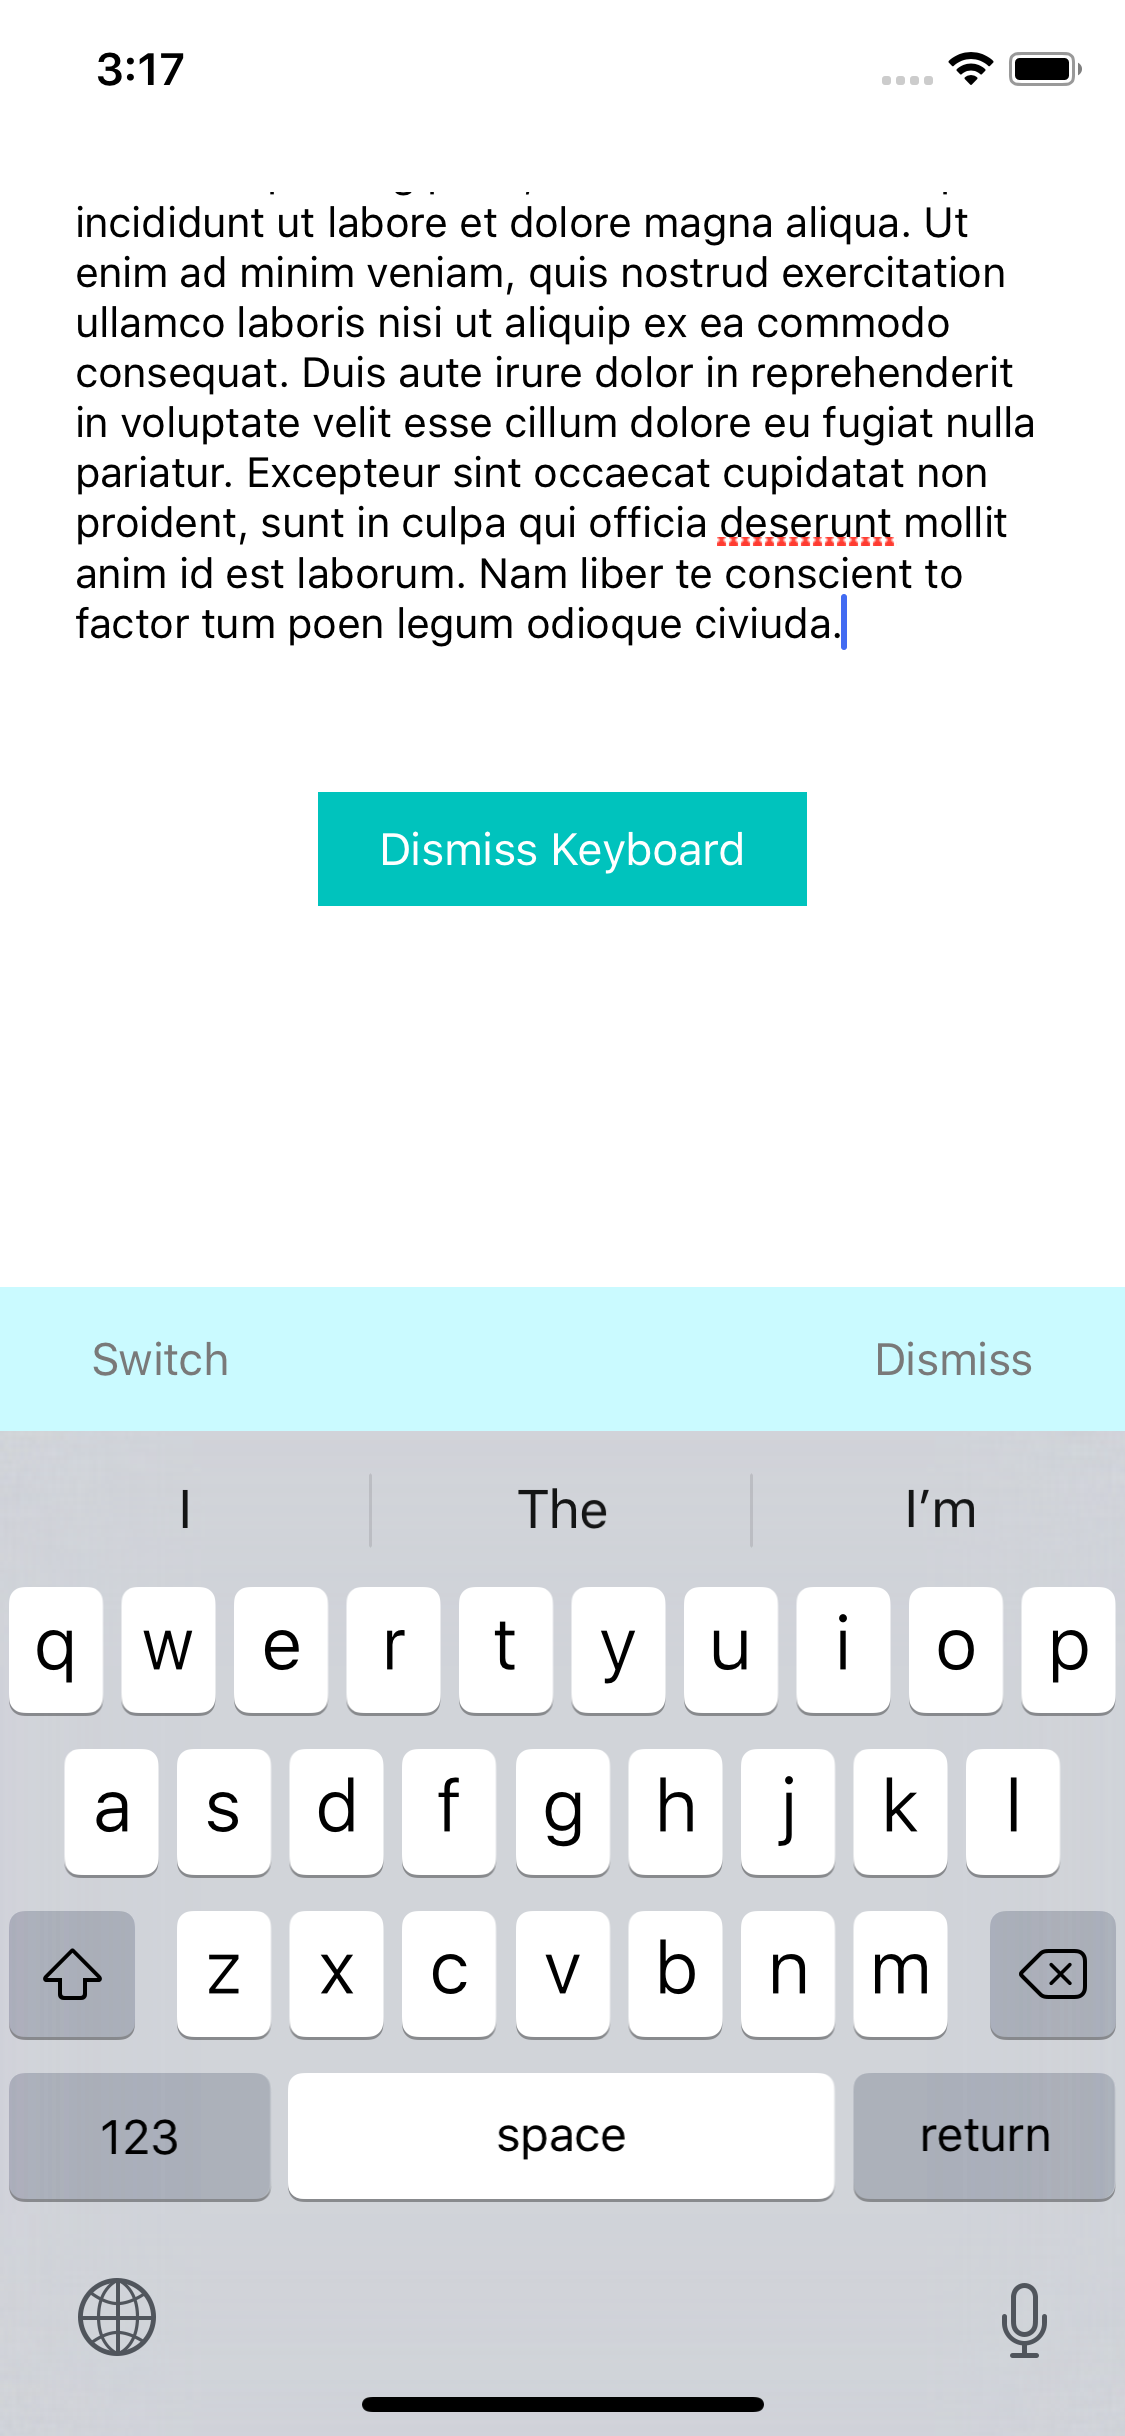 3:17
incididunt ut labore et dolore magna aliqua. Ut
enim ad minim veniam, quis nostrud exercitation
ullamco laboris nisi ut aliquip ex ea commodo
consequat. Duis aute irure dolor in reprehenderit
in voluptate velit esse cillum dolore eu fugiat nulla
pariatur. Excepteur sint occaecat cupidatat non
proident, sunt in culpa qui officia deserunt mollit
anim id est laborum. Nam liber te conscient to
factor tum poen legum odioque civiuda.
Dismiss Keyboard
Switch Dismiss
I The I’m
q w e r t y u i o p
a s d f g h j k l
z x c v b n m
123 space return